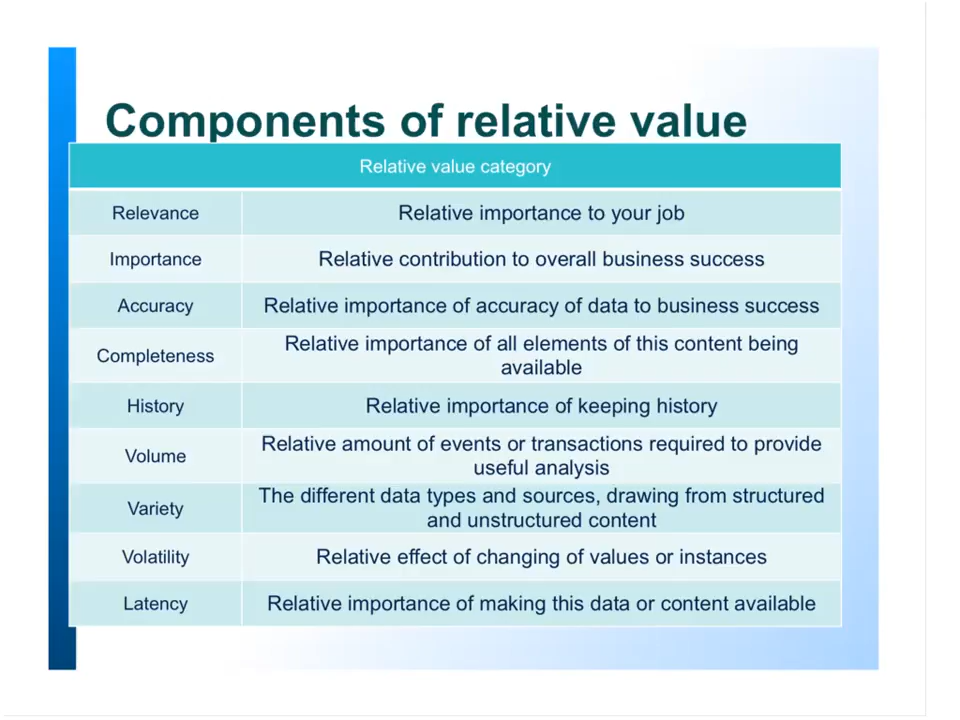 Components of relative value
Relative value category
Relevance
Relative importance to your job
Importance
Relative contribution to overall business success
Accuracy
Relative importance of accuracy of data to business success
Completeness
Relative importance of all elements of this content being
available
History
Relative importance of keeping history
Volume
Relative amount of events or transactions required to provide
useful analysis
Variety
The different data types and sources, drawing from structured
and unstructured content
Volatility
Relative effect of changing of values or instances
Latency
Relative importance of making this data or content available